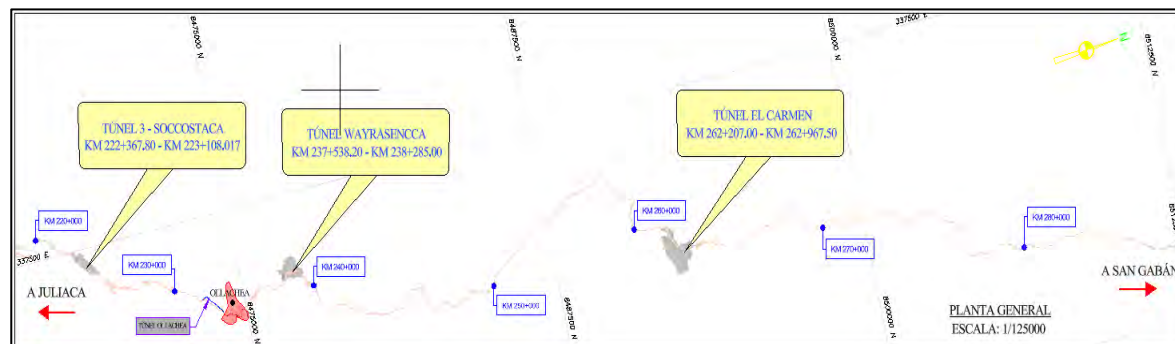 8475000 N
8487500 N
8500000 N
337500 E
8512500 N
N
TÚNEL 3 - SOCCOSTACA
KM 222+367.80 - KM 223+108.017
TÚNEL WAYRASENCCA
KM 237+538.20 - KM 238+285.00
TÚNEL EL CARMEN
KM 262+207.00 - KM 262+967.50
KM 220+000
KM 260+000
KM 280+000
KM 270+000
337500 E
KM 230+000
KM 240+000
A JULIACA
OLLACHEA
KM 250+000
TÚNEL OLLACHEA
8475000 N
8487500 N
8500000 N
A SAN GABÁN
PLANTA GENERAL
ESCALA: 1/125000